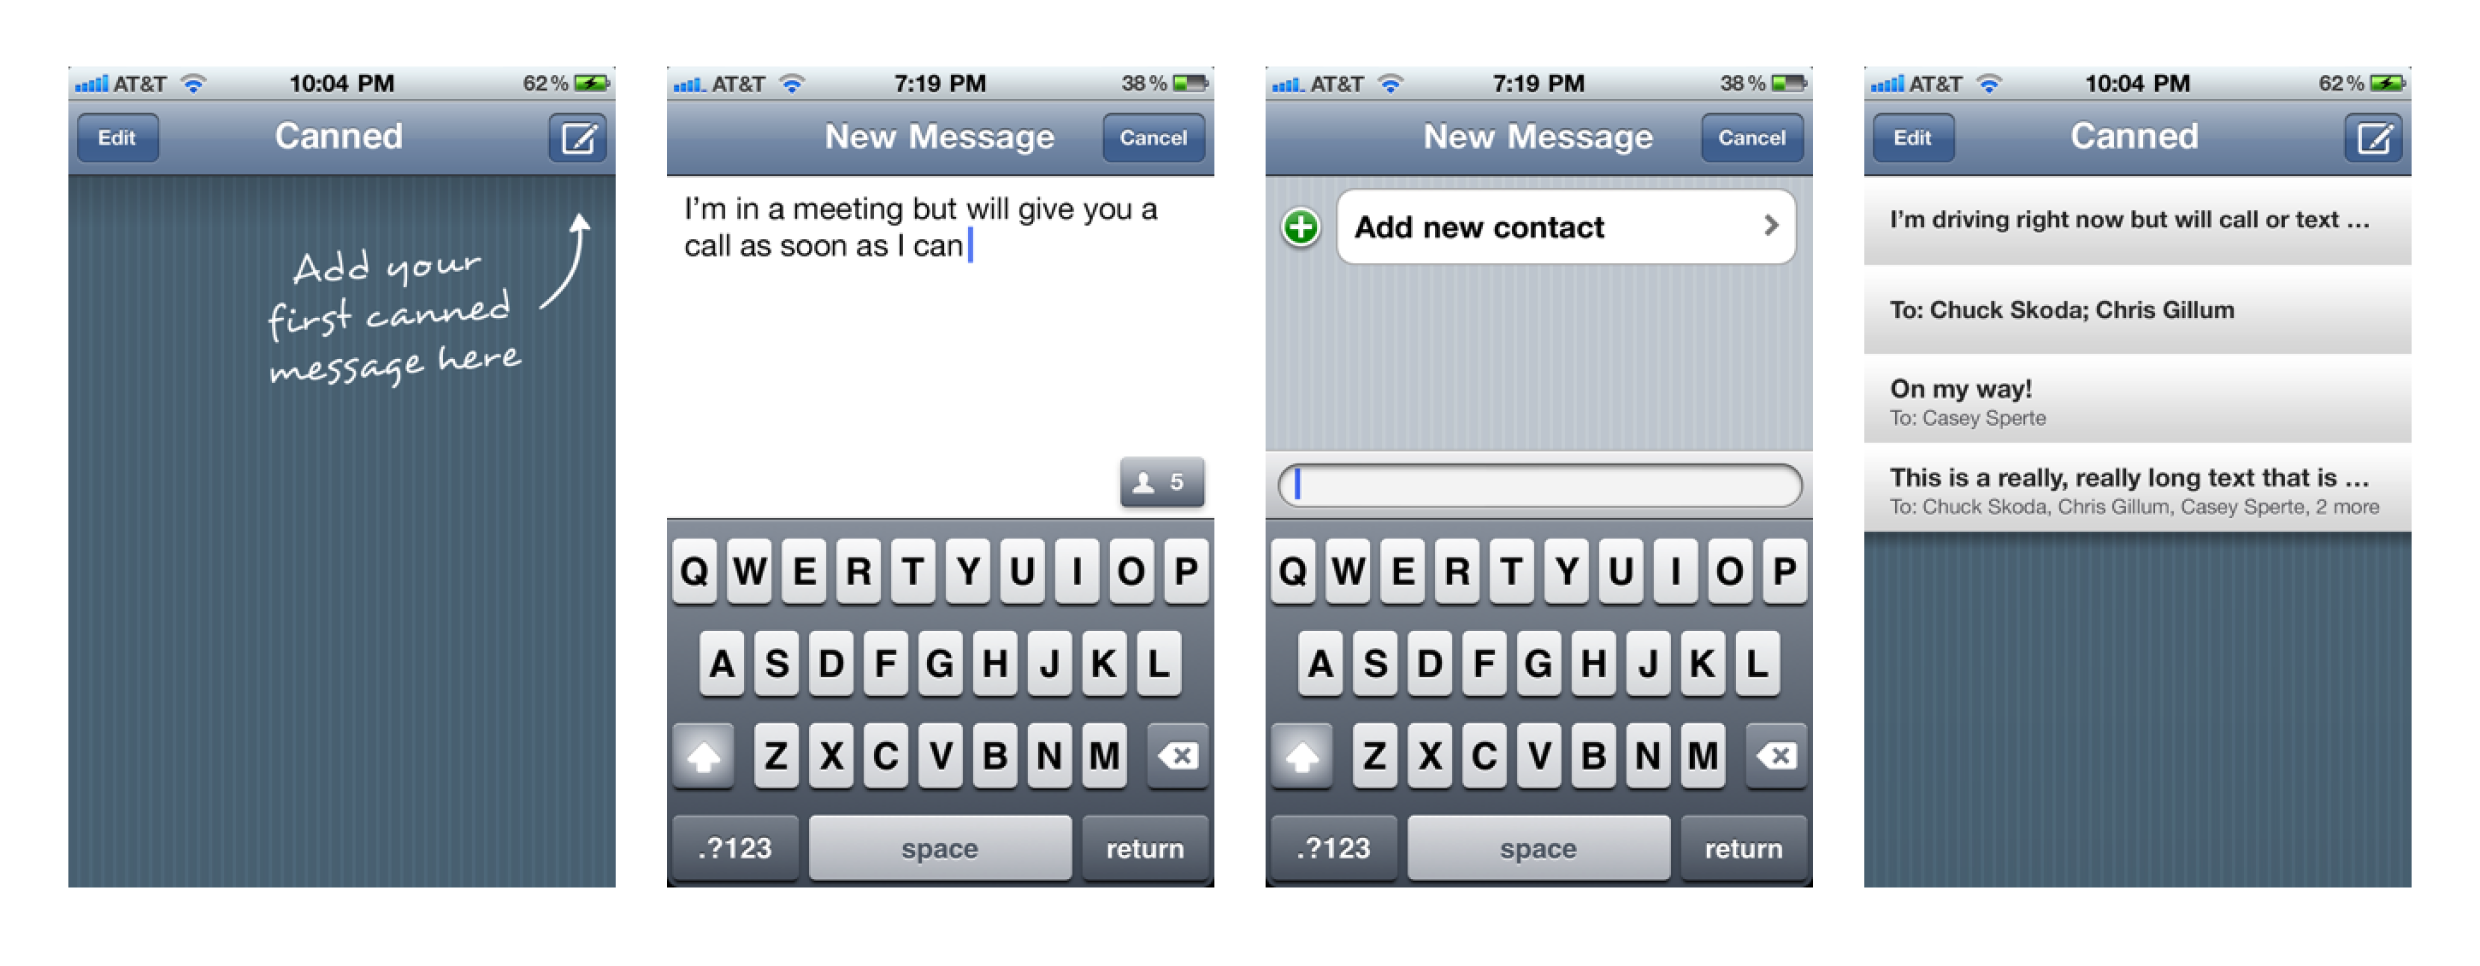 AT&T 10:04 PM 62%
Edit Canned
Add your
first canned
message here
AT&T 7:19 PM 38%
New Message Cancel
I'm in a meeting but will give you a
call as soon as I can
5
Q W E R T Y U I O P
A S D F G H J K L
Z X C V B N M
.?123 space return
AT&T 7:19 PM 38%
New Message Cancel
Add new contact
Q W E R T Y U I O P
A S D F G H J K L
Z X C V B N M
.?123 space return
AT&T 10:04 PM 62%
Edit Canned
I'm driving right now but will call or text ...
To: Chuck Skoda; Chris Gillum
On my way!
To: Casey Sperte
This is a really, really long text that is ...
To: Chuck Skoda, Chris Gillum, Casey Sperte, 2 more